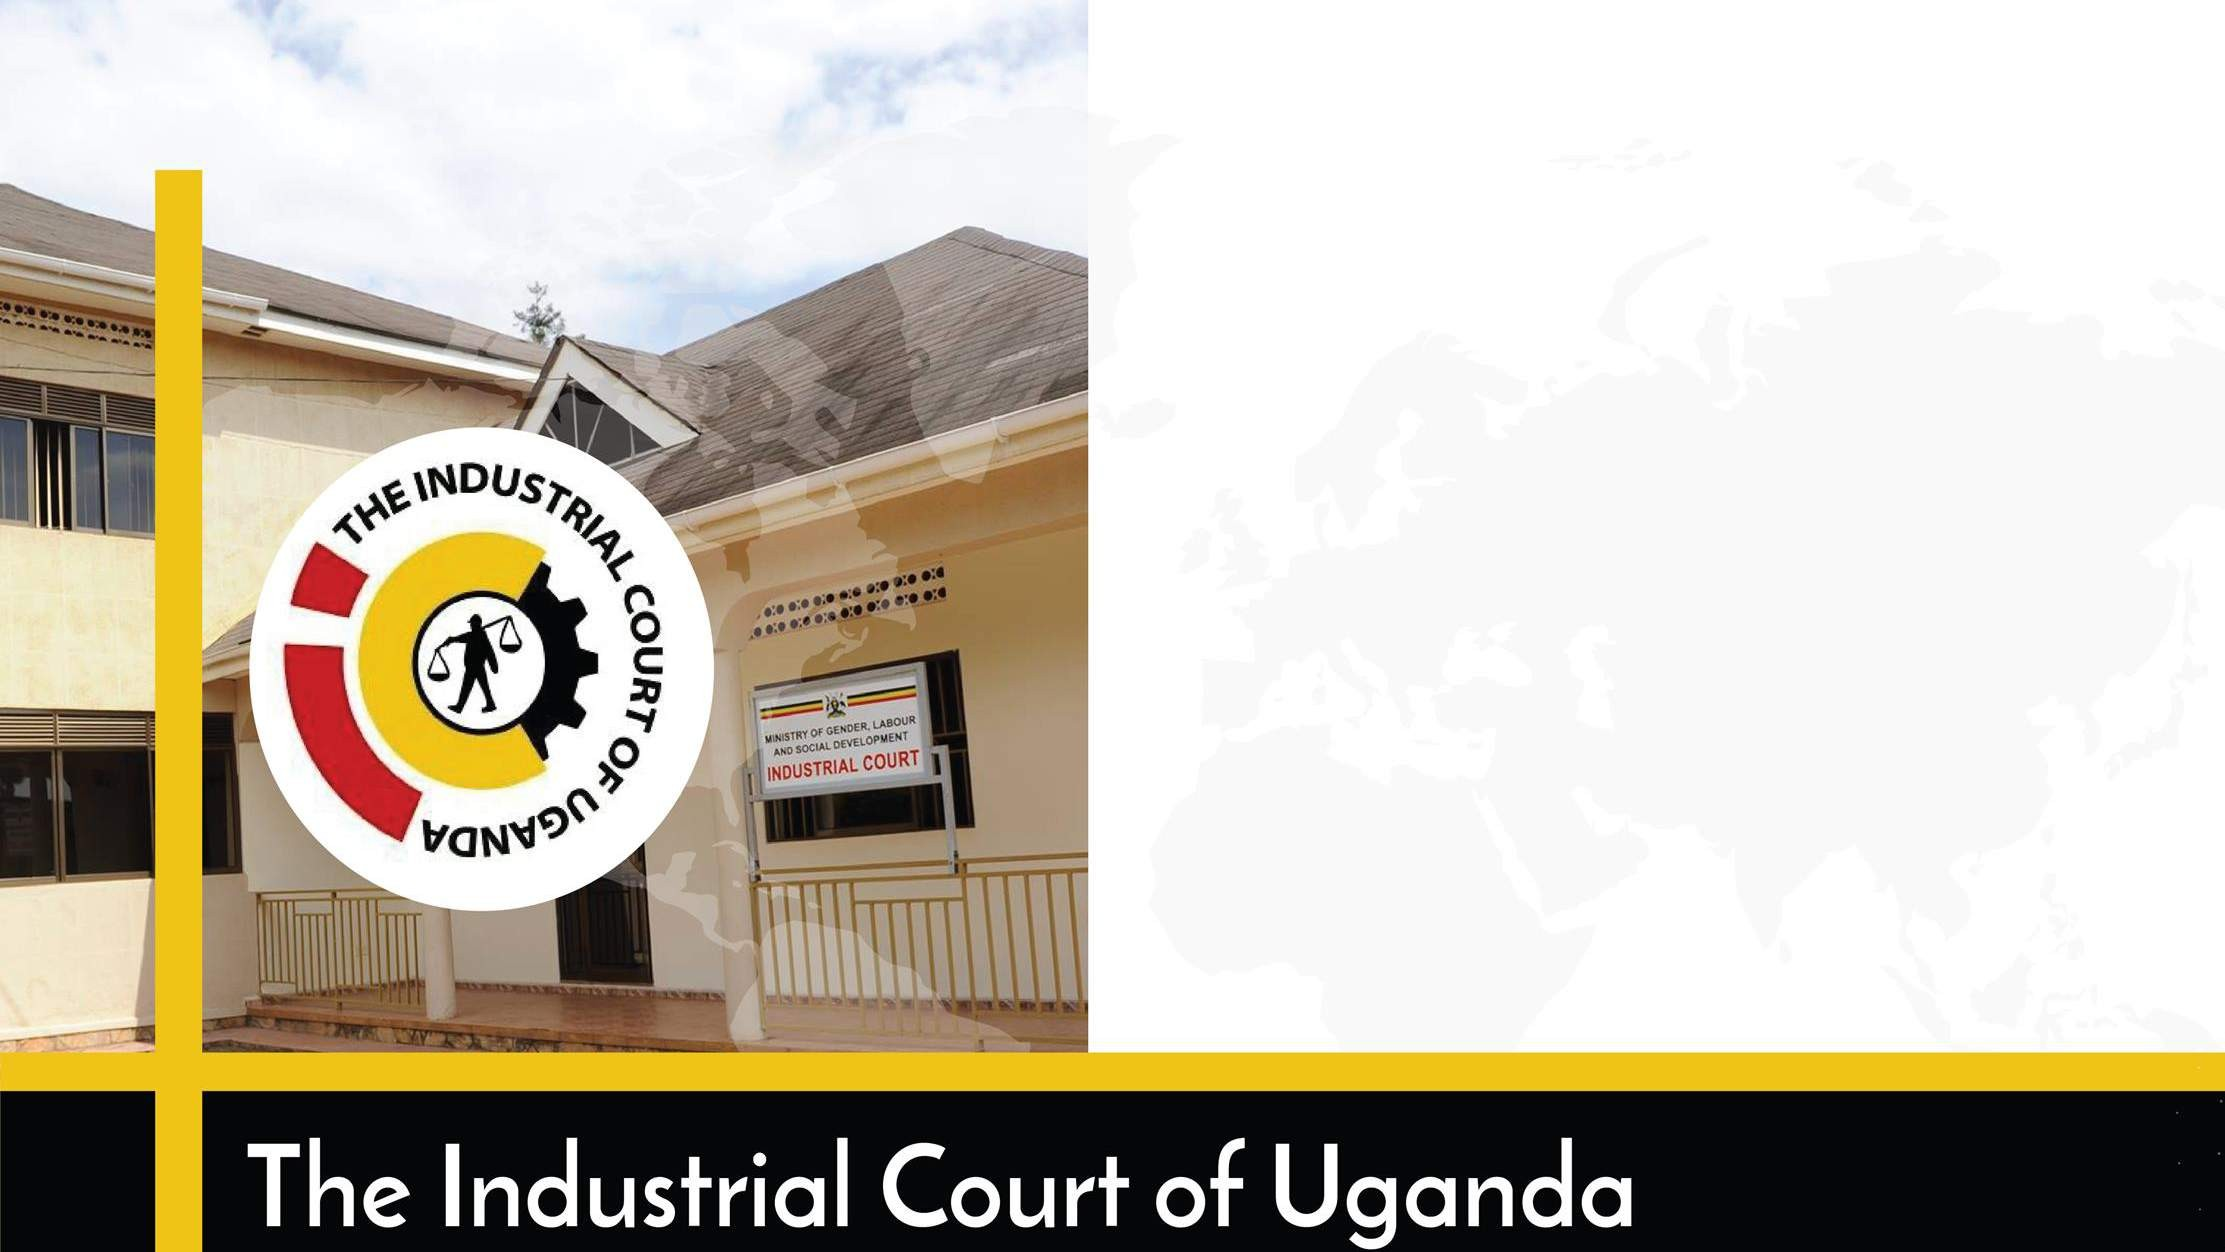 THE INDUSTRIAL COURT OF UGANDA
MINISTRY OF GENDER, LABOUR
AND SOCIAL DEVELOPMENT
INDUSTRIAL COURT
The Industrial Court of Uganda